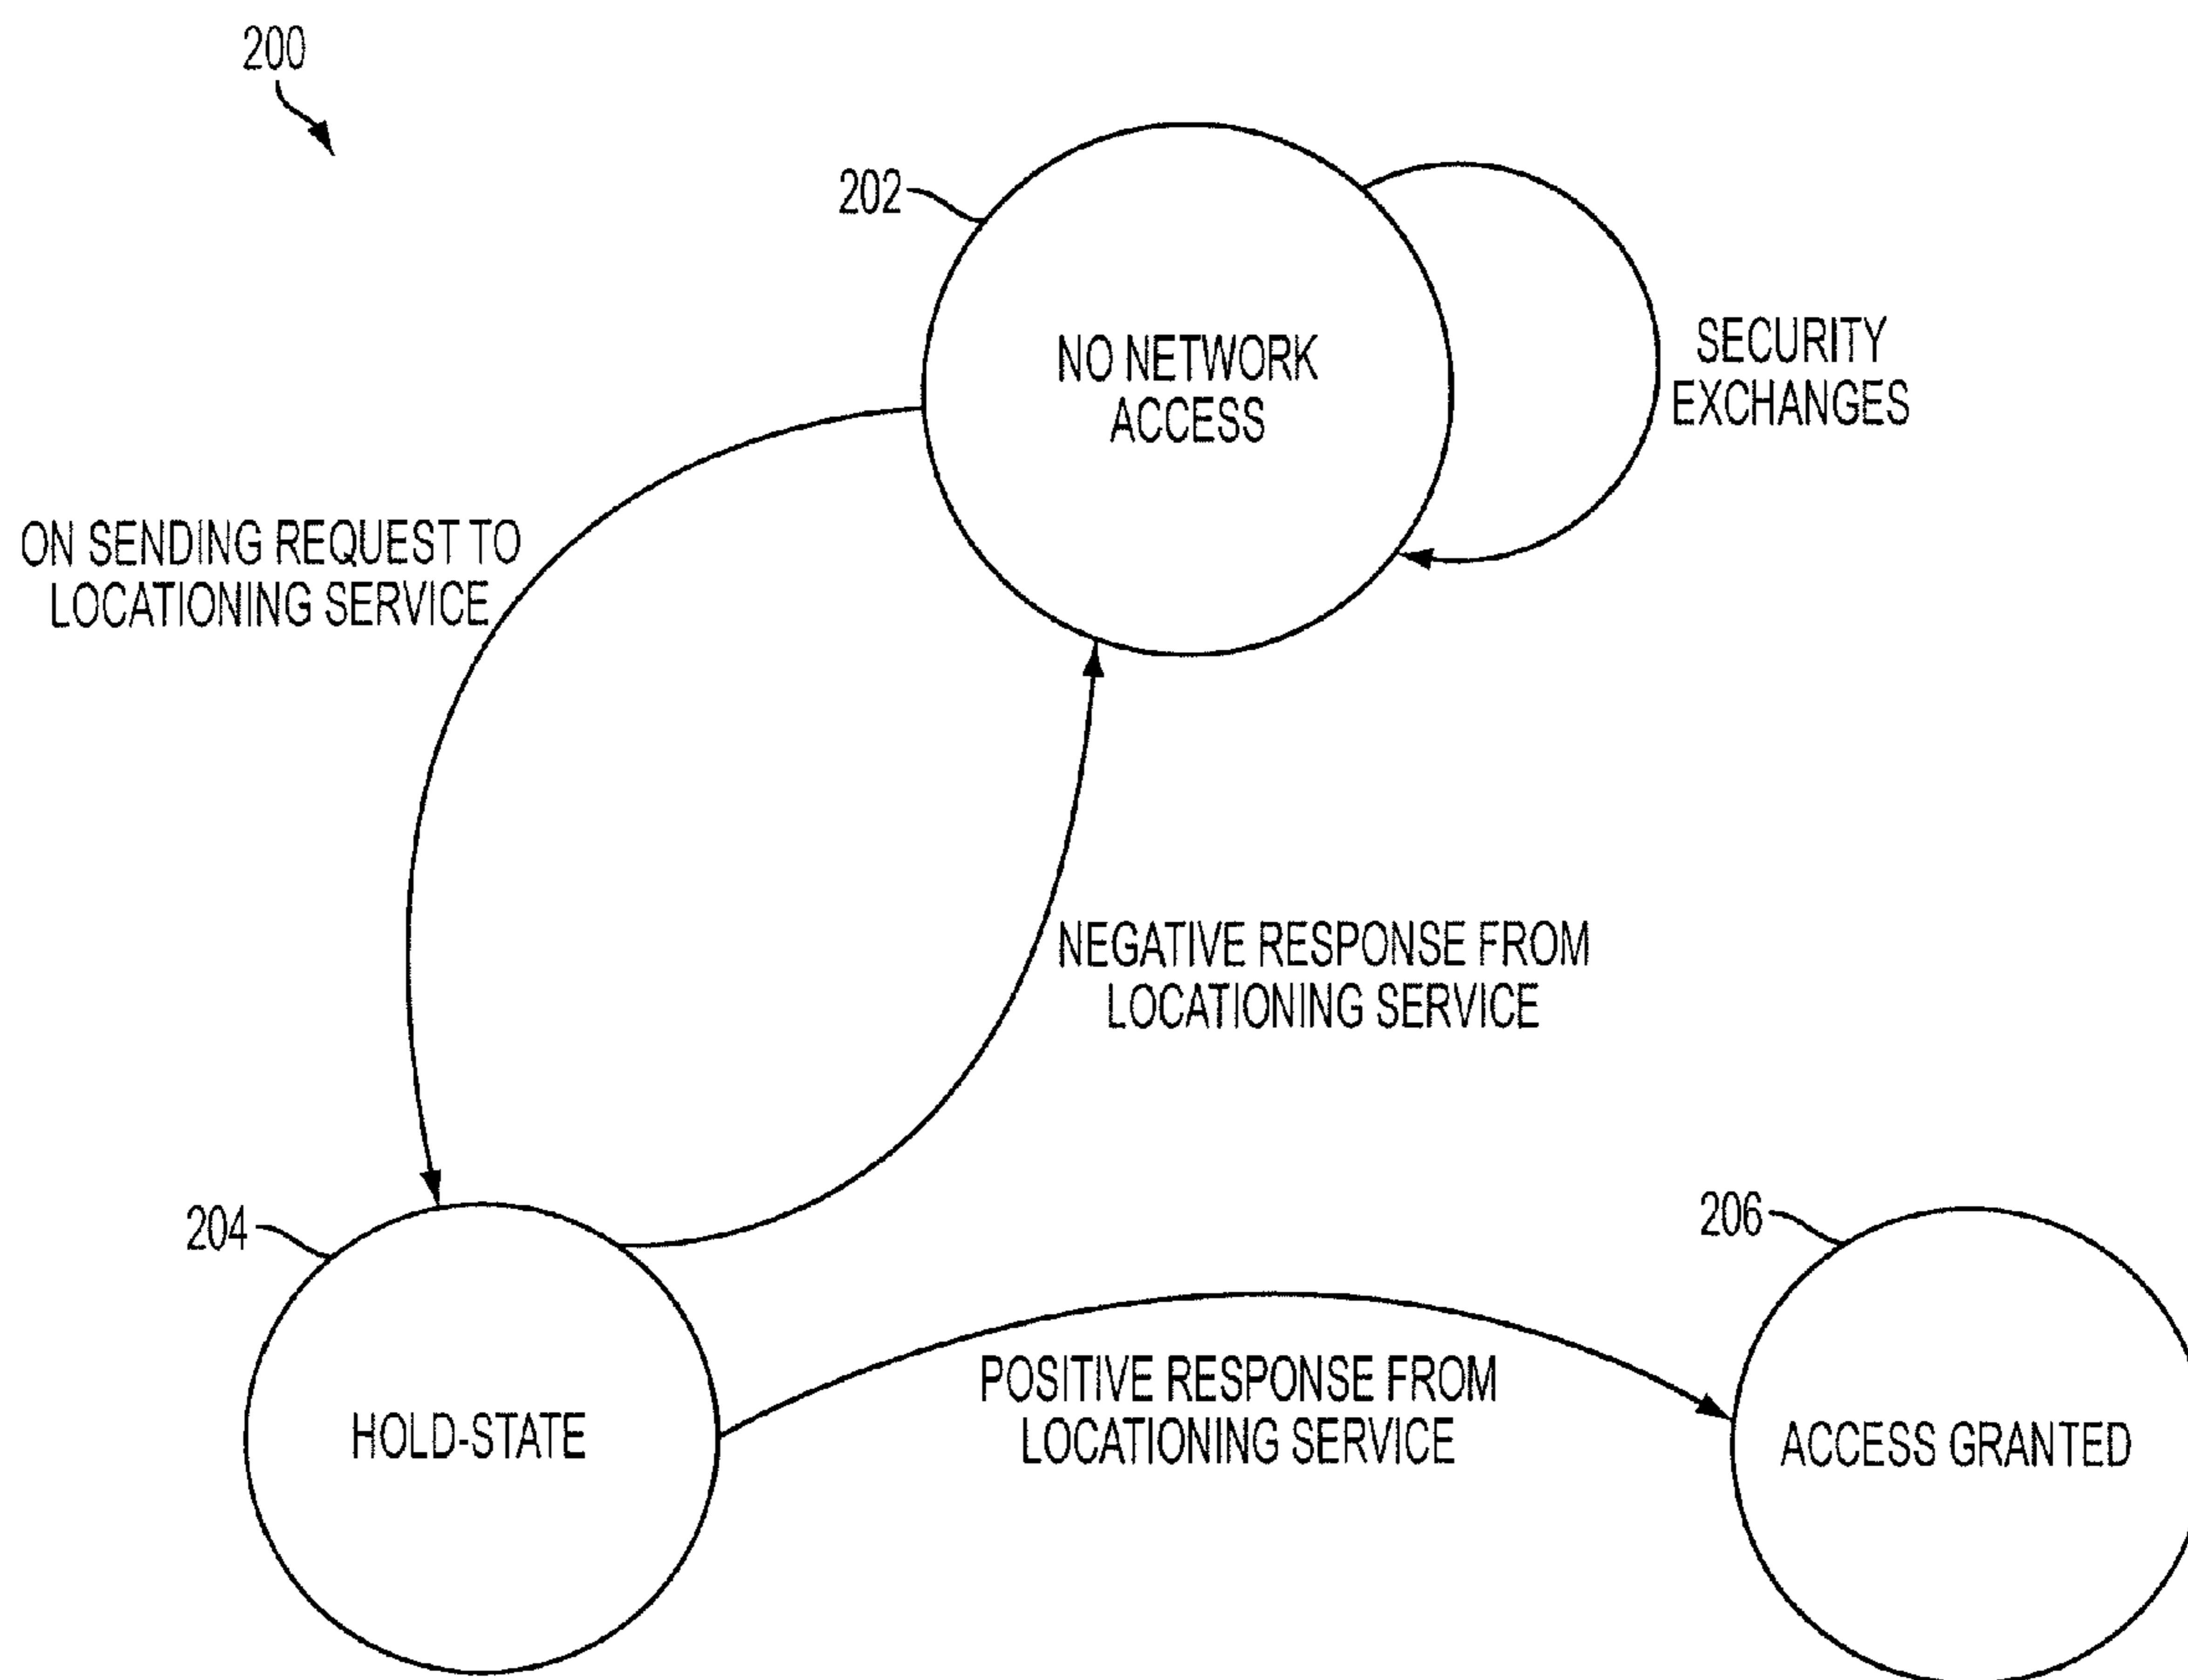 200
202
NO NETWORK
ACCESS
SECURITY
EXCHANGES
ON SENDING REQUEST TO
LOCATIONING SERVICE
NEGATIVE RESPONSE FROM
LOCATIONING SERVICE
204
HOLD-STATE
POSITIVE RESPONSE FROM
LOCATIONING SERVICE
206
ACCESS GRANTED